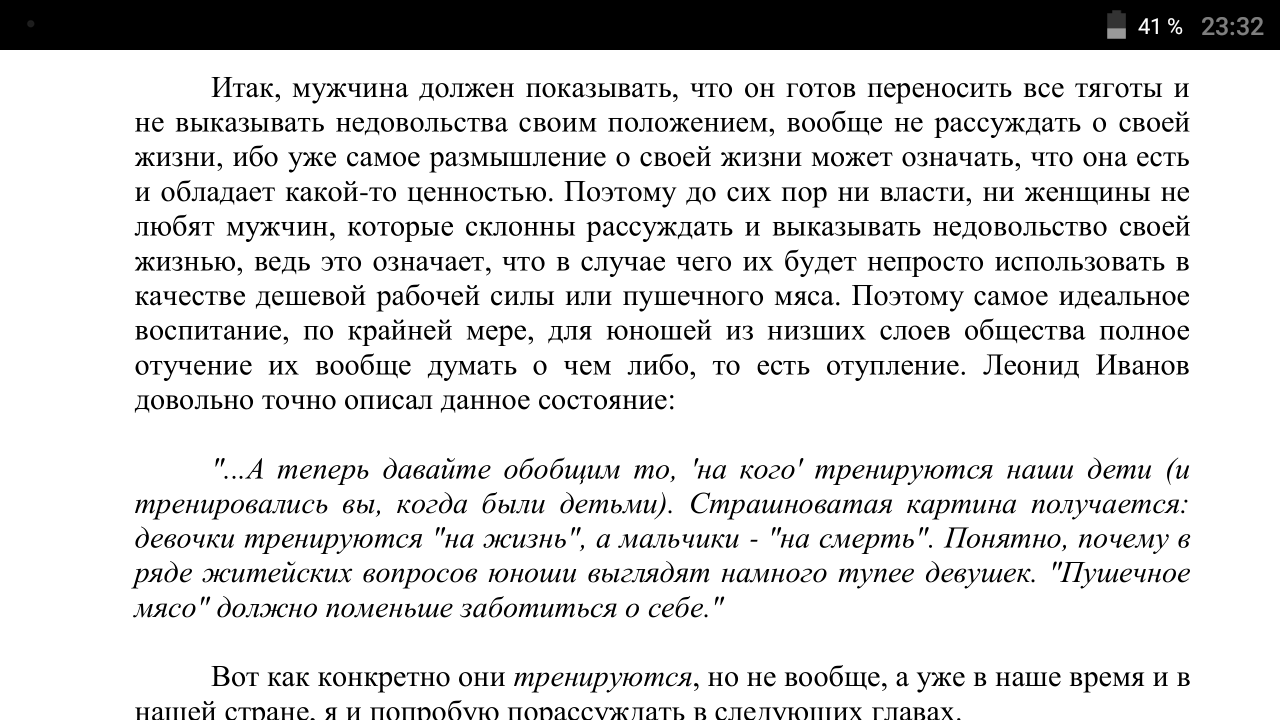 41 % 23:32
Итак, мужчина должен показывать, что он готов переносить все тяготы и
не выказывать недовольства своим положением, вообще не рассуждать о своей
жизни, ибо уже самое размышление о своей жизни может означать, что она есть
и обладает какой-то ценностью. Поэтому до сих пор ни власти, ни женщины не
любят мужчин, которые склонны рассуждать и выказывать недовольство своей
жизнью, ведь это означает, что в случае чего их будет непросто использовать в
качестве дешевой рабочей силы или пушечного мяса. Поэтому самое идеальное
воспитание, по крайней мере, для юношей из низших слоев общества полное
отучение их вообще думать о чем либо, то есть отупление. Леонид Иванов
довольно точно описал данное состояние:
"...А теперь давайте обобщим то, 'на кого' тренируются наши дети (и
тренировались вы, когда были детьми). Страшноватая картина получается:
девочки тренируются "на жизнь", а мальчики - "на смерть". Понятно, почему в
ряде житейских вопросов юноши выглядят намного тупее девушек. "Пушечное
мясо" должно поменьше заботиться о себе."
Вот как конкретно они тренируются, но не вообще, а уже в наше время и в
нашей стране, я и попробую порассуждать в следующих главах.